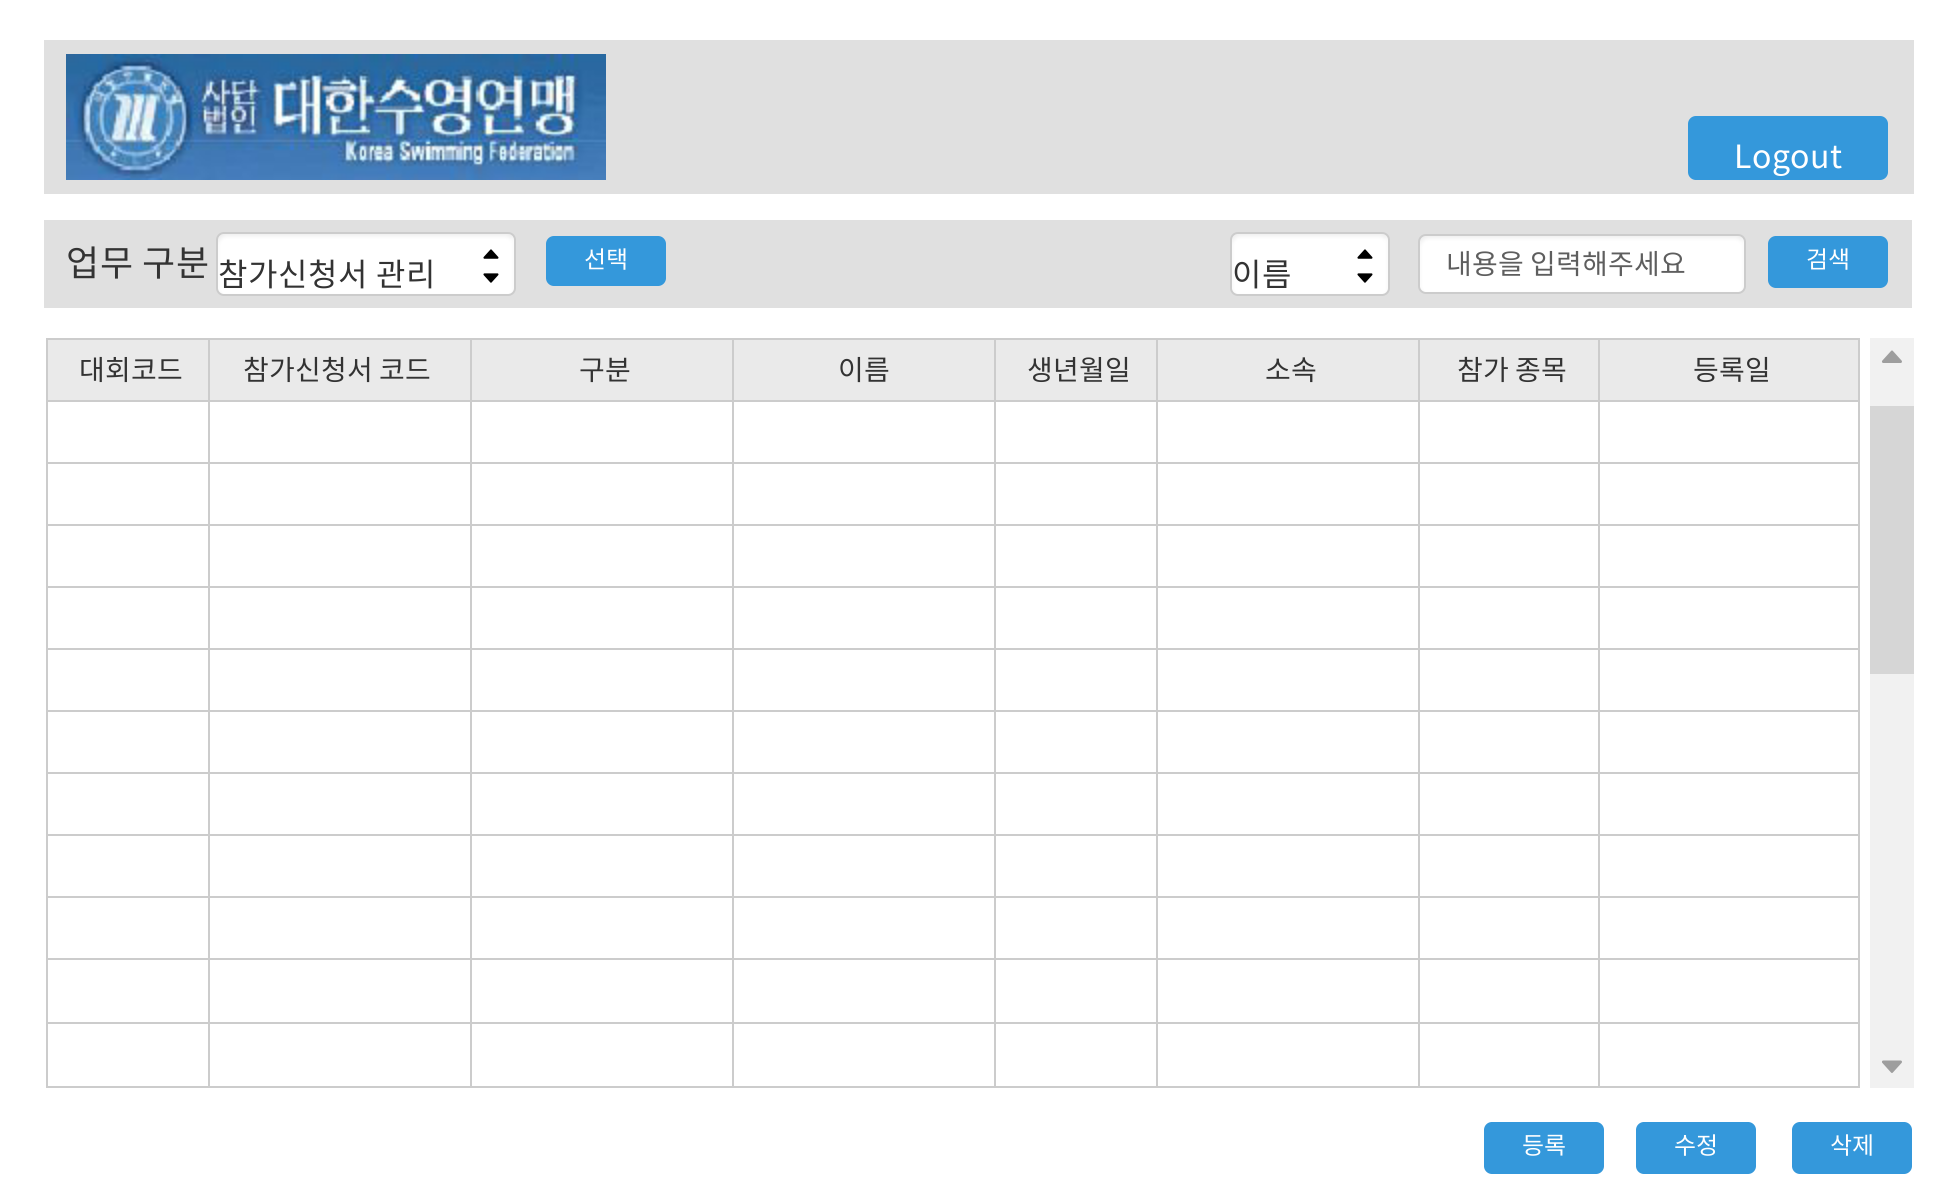 사단
법인
대한수영연맹
Korea Swimming Federation
Logout
업무 구분
참가신청서 관리
선택
이름
내용을 입력해주세요
검색
대회코드 참가신청서 코드 구분 이름 생년월일 소속 참가 종목 등록일
등록 수정 삭제